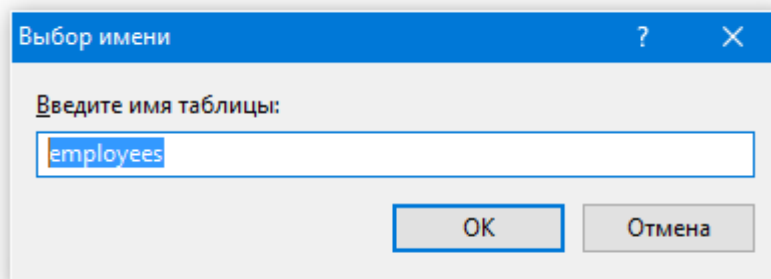 Выбор имени
?
Введите имя таблицы:
employees
OK
Отмена